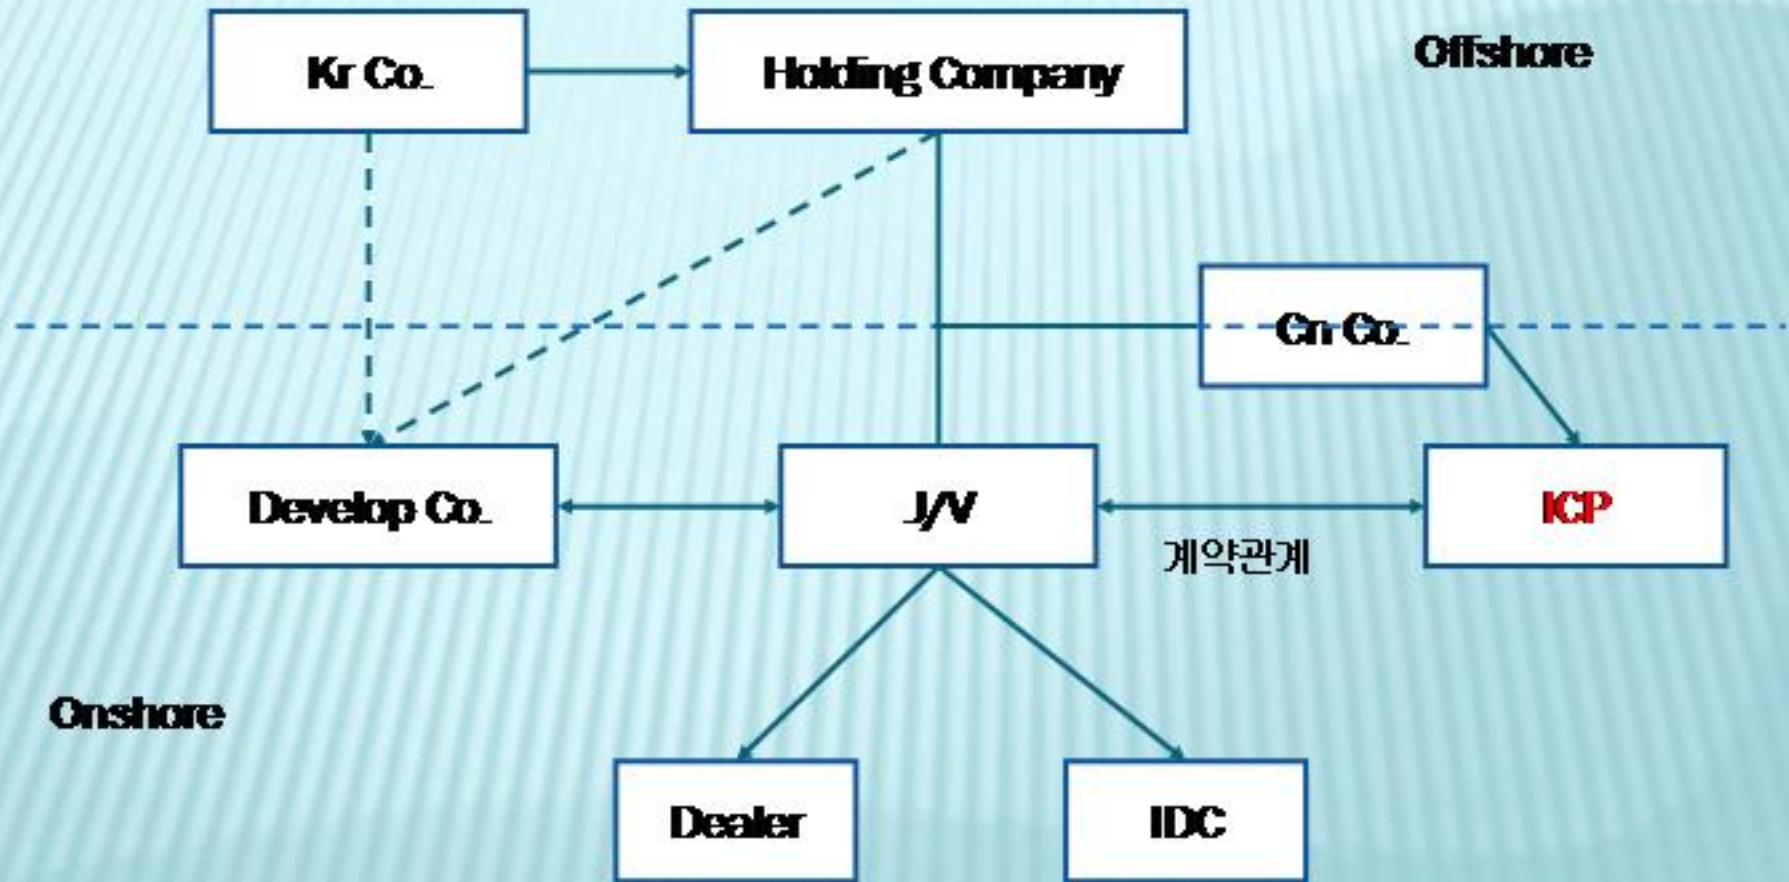 Kr Co.
Holding Company
Offshore
Cn Co.
Develop Co.
J/V
ICP
계약관계
Onshore
Dealer
IDC